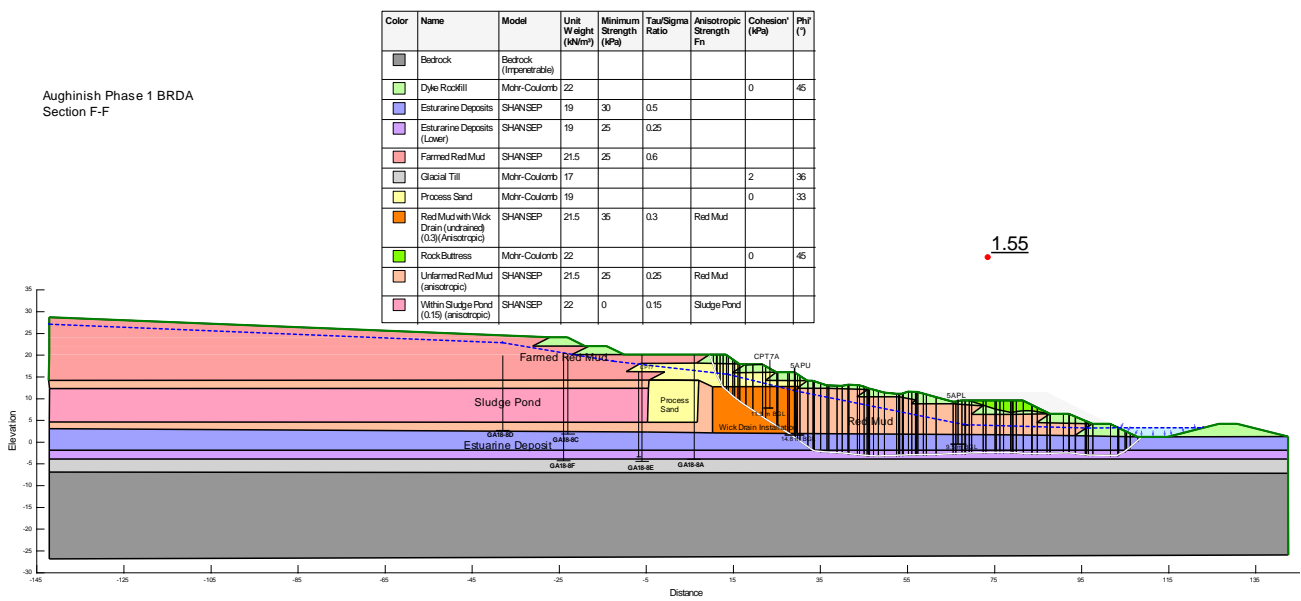 Aughinish Phase 1 BRDA
Section F-F
Color Name Model Unit Weight (kN/m³) Minimum Strength (kPa) Tau/Sigma Ratio Anisotropic Strength Fn Cohesion' (kPa) Phi' (°)
Bedrock Bedrock (Impenetrable)
Dyke Rockfill Mohr-Coulomb 22 0 45
Esturarine Deposits SHANSEP 19 30 0.5
Esturarine Deposits (Lower) SHANSEP 19 25 0.25
Farmed Red Mud SHANSEP 21.5 25 0.6
Glacial Till Mohr-Coulomb 17 2 36
Process Sand Mohr-Coulomb 19 0 33
Red Mud with Wick Drain (undrained) (0.3)(Anisotropic) SHANSEP 21.5 35 0.3 Red Mud
Rock Buttress Mohr-Coulomb 22 0 45
Unfarmed Red Mud (anisotropic) SHANSEP 21.5 25 0.25 Red Mud
Within Sludge Pond (0.15) (anisotropic) SHANSEP 22 0 0.15 Sludge Pond
1.55
Elevation
35
30
25
20
15
10
5
0
-5
-10
-15
-20
-25
-30
Farmed Red Mud
CPT7A
5APU
5APL
Sludge Pond
Process
Sand
Red Mud
Wick Drain Installation
GA18-8D
GA18-8C
Estuarine Deposit
GA18-8F
GA18-8E
GA18-8A
-145 -125 -105 -85 -65 -45 -25 -5 15 35 55 75 95 115 135
Distance